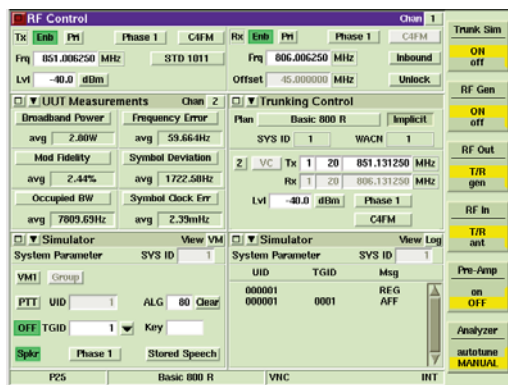 RF Control Chan 1
Tx Enb Pri Phase 1 C4FM
Frq 851.006250 MHz STD 1011
Lvl -40.0 dBm
Rx Enb Pri Phase 1 C4FM
Frq 806.006250 MHz Inbound
Offset 45.000000 MHz Unlock
UUT Measurements Chan 2
Broadband Power Frequency Error
avg 2.80W avg 59.664Hz
Mod Fidelity Symbol Deviation
avg 2.44% avg 1722.58Hz
Occupied BW Symbol Clock Err
avg 7809.69Hz avg 2.39mHz
Trunking Control
Plan Basic 800 R Implicit
SYS ID 1 WACN 1
2 VC Tx 1 20 851.131250 MHz
Rx 1 20 806.131250 MHz
Lvl -40.0 dBm Phase 1
C4FM
Simulator View VM
System Parameter SYS ID 1
VM1 Group
PTT UID 1 ALG 80 Clear
OFF TGID 1 Key
Spkr Phase 1 Stored Speech
Simulator View Log
System Parameter SYS ID 1
UID TGID Msg
000001 REG
000001 0001 AFF
P25 Basic 800 R VNC INT
Trunk Sim
ON
off
RF Gen
ON
off
RF Out
T/R
gen
RF In
T/R
ant
Pre-Amp
on
OFF
Analyzer
autotune
MANUAL